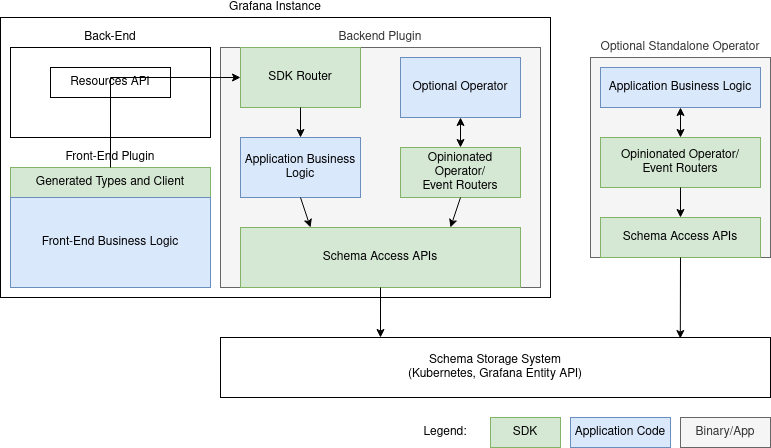 Grafana Instance
Back-End
Resources API
Front-End Plugin
Generated Types and Client
Front-End Business Logic
Backend Plugin
SDK Router
Optional Operator
Application Business
Logic
Opinionated
Operator/
Event Routers
Schema Access APIs
Optional Standalone Operator
Application Business Logic
Opinionated Operator/
Event Routers
Schema Access APIs
Schema Storage System
(Kubernetes, Grafana Entity API)
Legend:
SDK
Application Code
Binary/App